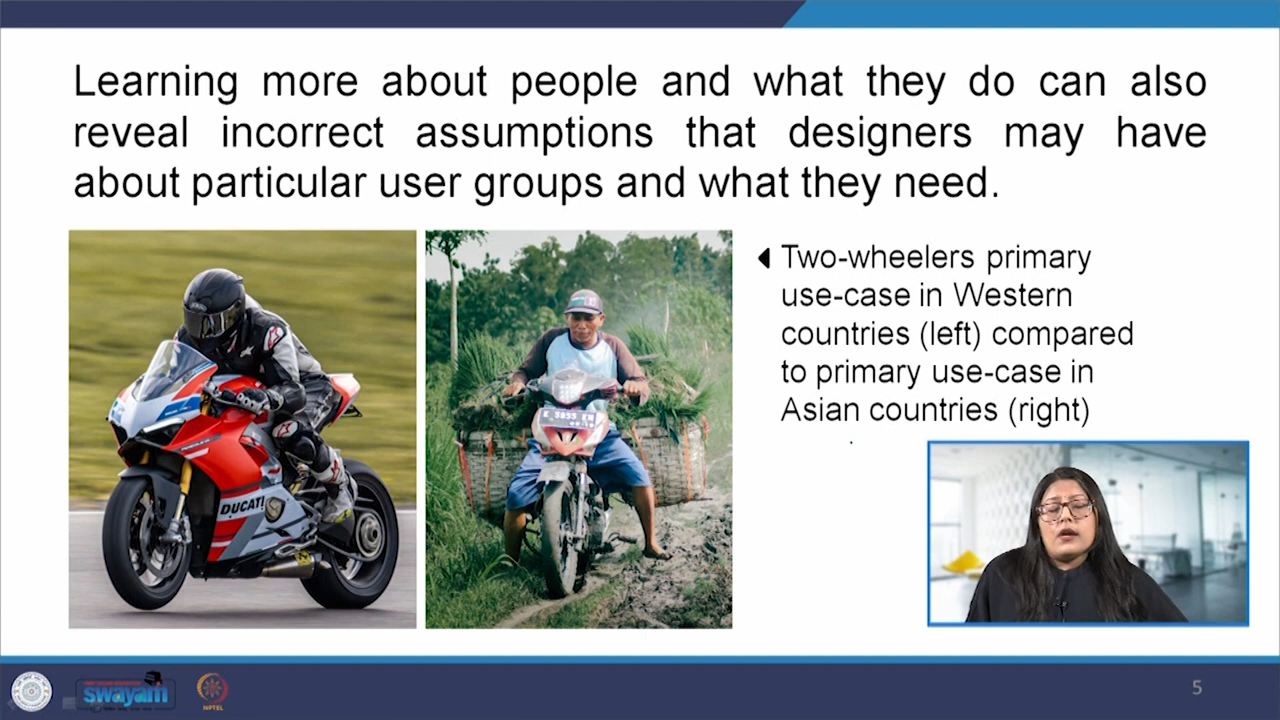 Learning more about people and what they do can also
reveal incorrect assumptions that designers may have
about particular user groups and what they need.
Two-wheelers primary
use-case in Western
countries (left) compared
to primary use-case in
Asian countries (right)
DUCATI
swayam
NPTEL
5